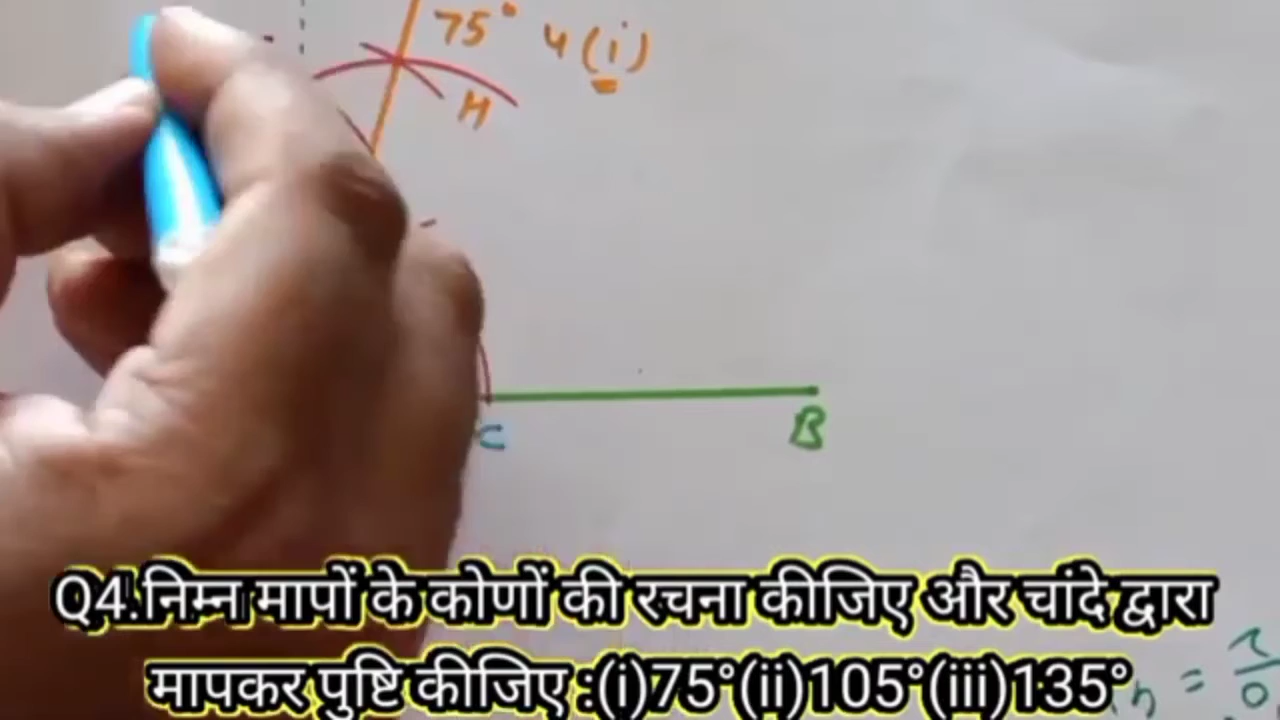 75° 4(i)
H
C
B
Q4.निम्न मापों के कोणों की रचना कीजिए और चांदे द्वारा
मापकर पुष्टि कीजिए :(i)75°(ii)105°(iii)135°
=